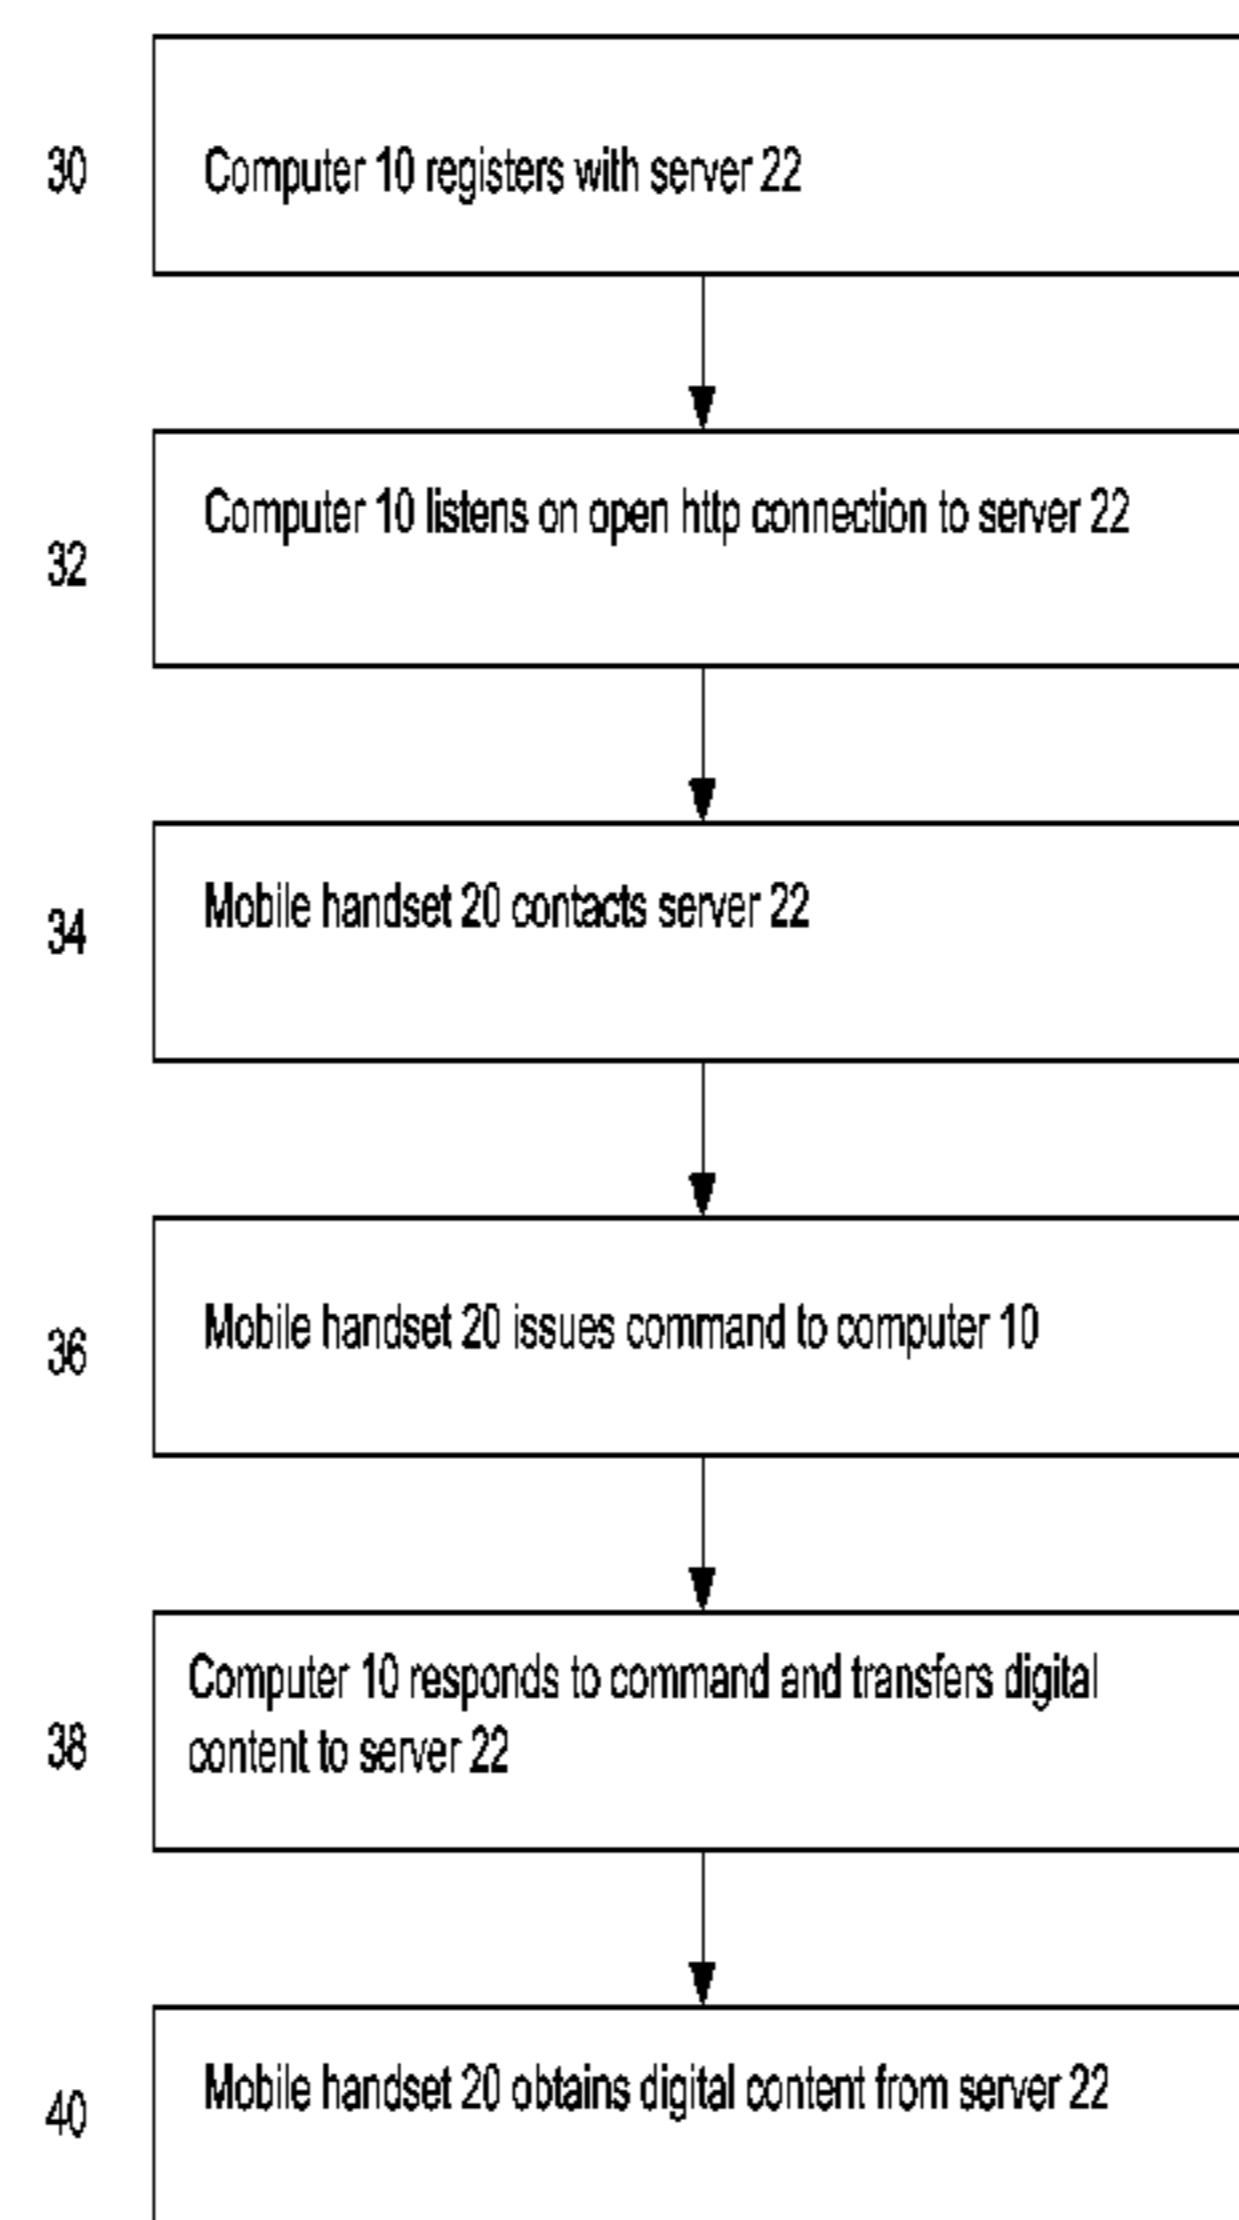 30
Computer 10 registers with server 22
32
Computer 10 listens on open http connection to server 22
34
Mobile handset 20 contacts server 22
36
Mobile handset 20 issues command to computer 10
38
Computer 10 responds to command and transfers digital
content to server 22
40
Mobile handset 20 obtains digital content from server 22